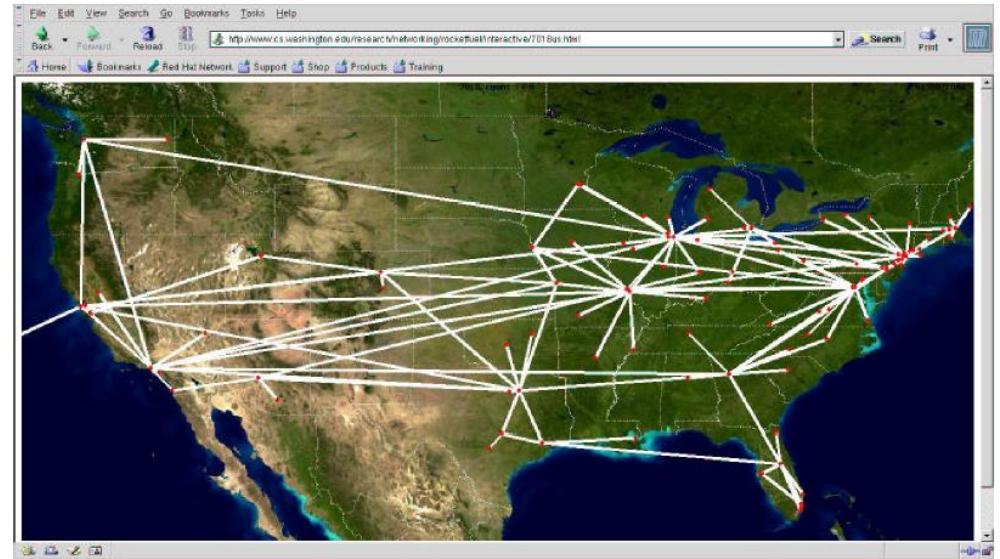 File Edit View Search Go Bookmarks Tasks Help
Back Forward Reload Stop http://www.cs.washington.edu/research/networking/rocketfuel/interactive/7018us.html Search Print
Home Bookmarks Red Hat Network Support Shop Products Training